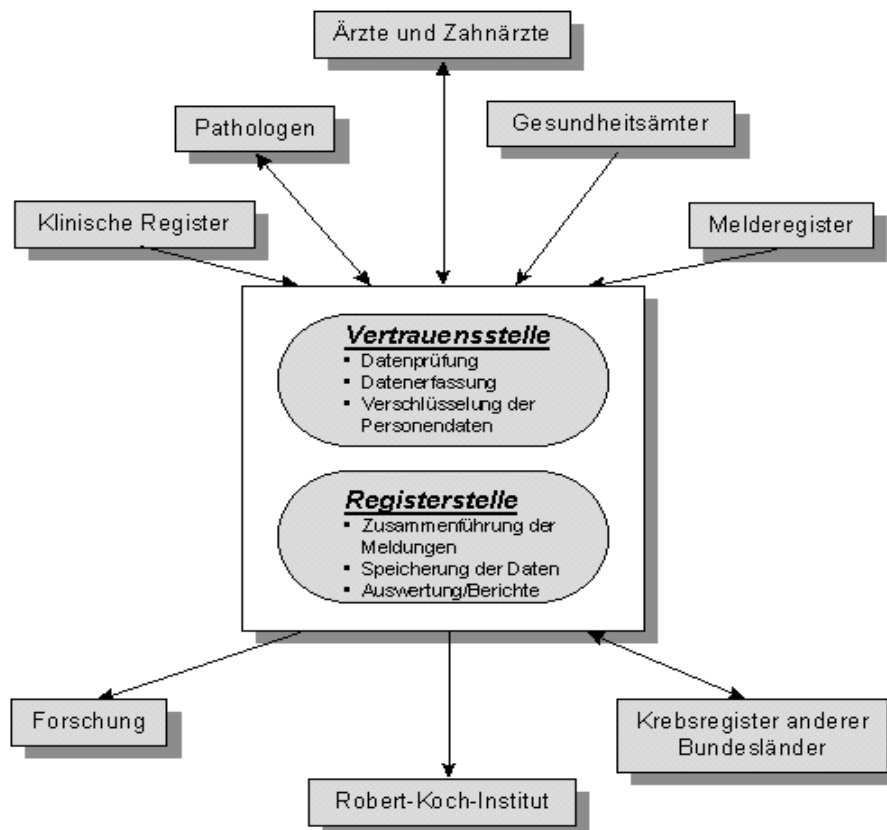 Ärzte und Zahnärzte
Pathologen
Gesundheitsämter
Klinische Register
Melderegister
Vertrauensstelle
▪ Datenprüfung
▪ Datenerfassung
▪ Verschlüsselung der
Personendaten
Registerstelle
▪ Zusammenführung der
Meldungen
▪ Speicherung der Daten
▪ Auswertung/Berichte
Forschung
Krebsregister anderer
Bundesländer
Robert-Koch-Institut